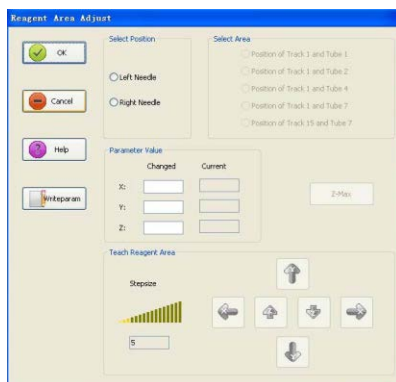 Reagent Area Adjust
OK
Cancel
Help
Writeparam
Select Position
Left Needle
Right Needle
Select Area
Position of Track 1 and Tube 1
Position of Track 1 and Tube 2
Position of Track 1 and Tube 4
Position of Track 1 and Tube 7
Position of Track 15 and Tube 7
Parameter Value
Changed Current
X:
Y:
Z:
Z-Max
Teach Reagent Area
Stepsize
5